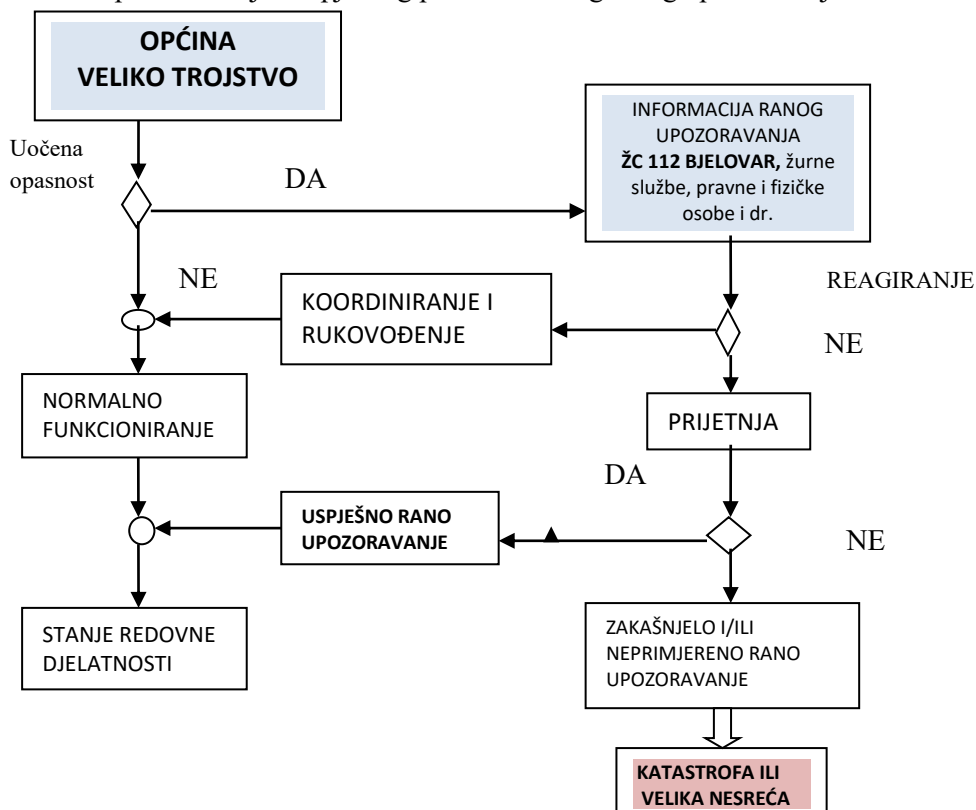 OPĆINA
VELIKO TROJSTVO
INFORMACIJA RANOG
UPOZORAVANJA
ŽC 112 BJELOVAR, žurne
službe, pravne i fizičke
osobe i dr.
Uočena
opasnost
DA
NE
REAGIRANJE
KOORDINIRANJE I
RUKOVOĐENJE
NE
NORMALNO
FUNKCIONIRANJE
PRIJETNJA
DA
USPJEŠNO RANO
UPOZORAVANJE
NE
STANJE REDOVNE
DJELATNOSTI
ZAKAŠNJELO I/ILI
NEPRIMJERENO RANO
UPOZORAVANJE
KATASTROFA ILI
VELIKA NESREĆA